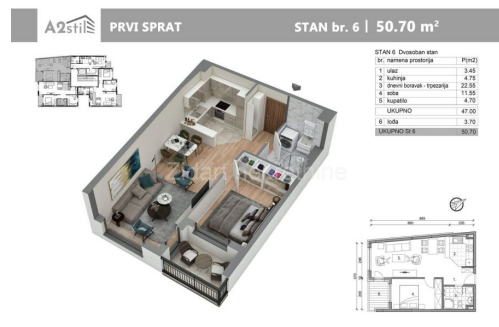 A2stil
PRVI SPRAT
STAN br. 6 | 50.70 m²
STAN 6 Dvosoban stan
br. namena prostorija P(m2)
1 ulaz 3.45
2 kuhinja 4.75
3 dnevni boravak - trpezarija 22.55
4 soba 11.55
5 kupatilo 4.70
UKUPNO 47.00
6 lođa 3.70
UKUPNO St 6 50.70